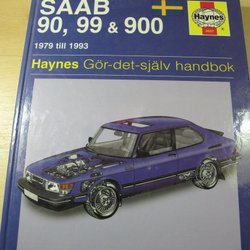 SAAB
Haynes
90, 99 & 900
1979 till 1993
Haynes Gör-det-själv handbok